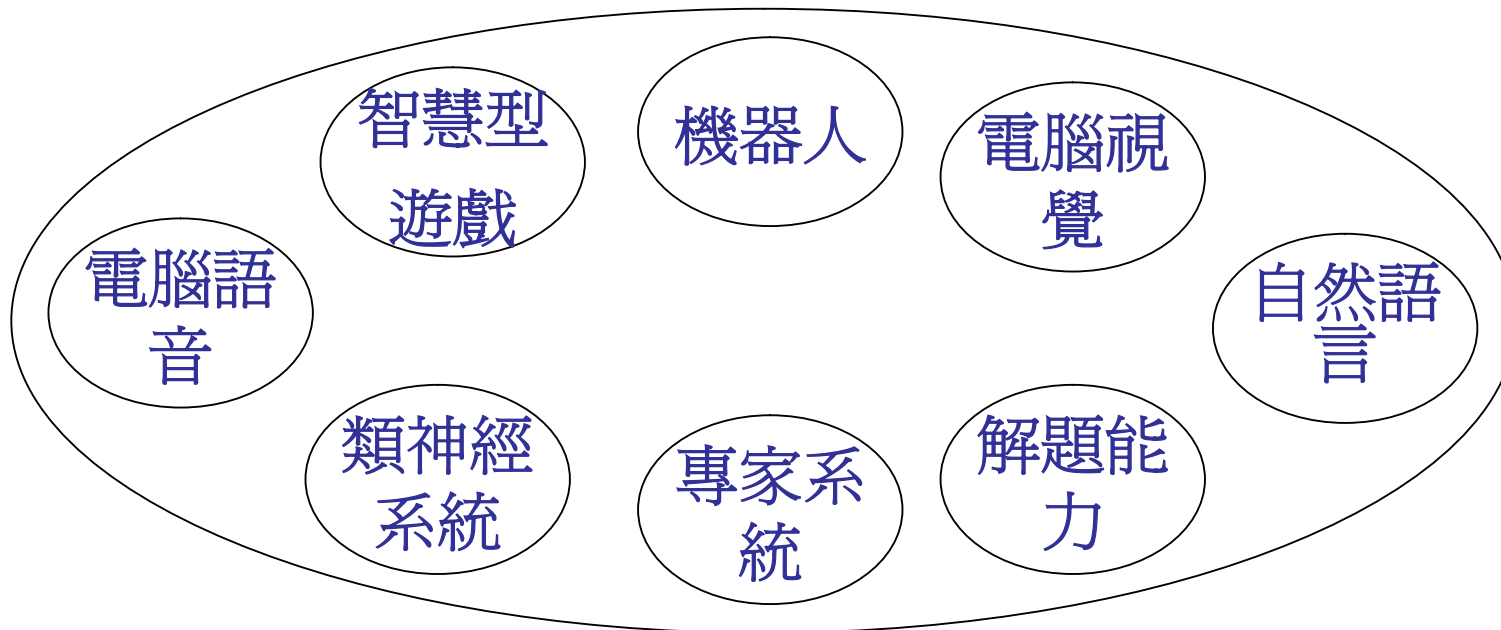 智慧型
遊戲
機器人
電腦視
覺
電腦語
音
自然語
言
類神經
系統
專家系
統
解題能
力